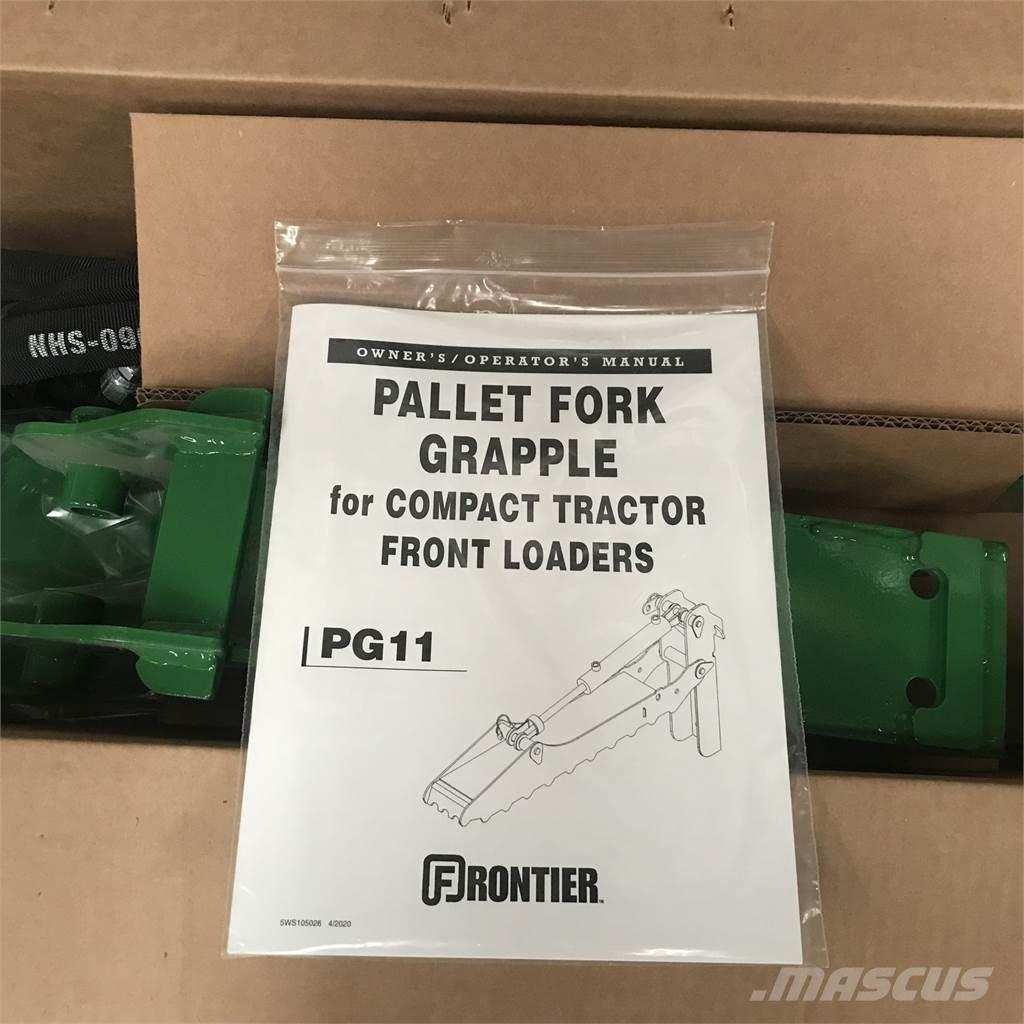 NHS-09
OWNER'S/OPERATOR'S MANUAL
PALLET FORK
GRAPPLE
for COMPACT TRACTOR
FRONT LOADERS
PG11
FRONTIER
5WS105026 4/2020
.MASCUS